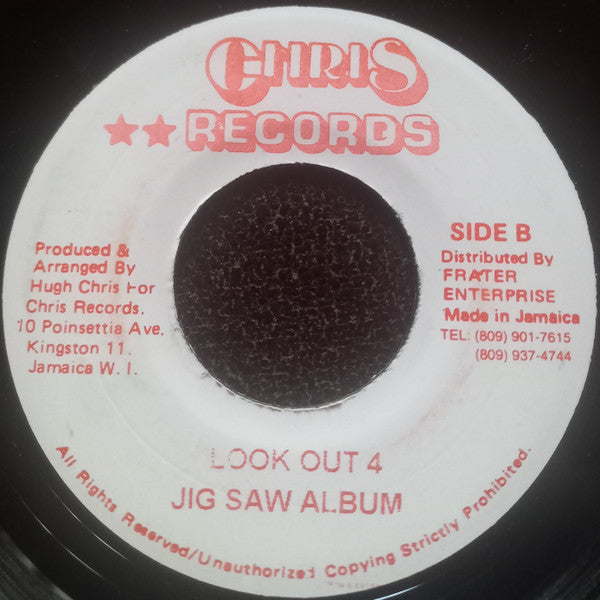 CHRIS
RECORDS
Produced &
Arranged By
Hugh Chris For
Chris Records.
10 Poinsettia Ave.
Kingston 11.
Jamaica W. I.
SIDE B
Distributed By
FRATER
ENTERPRISE
Made in Jamaica
TEL: (809) 901-7615
(809) 937-4744
LOOK OUT 4
JIG SAW ALBUM
All Rights Reserved/Unauthorized Copying Strictly Prohibited.